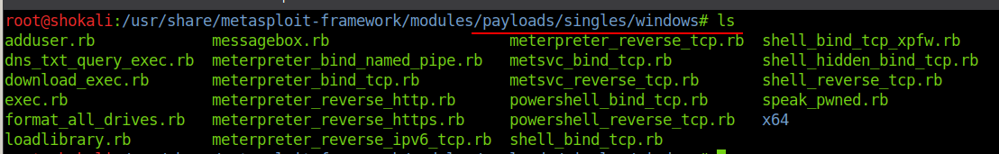 root@shokali:/usr/share/metasploit-framework/modules/payloads/singles/windows# ls
adduser.rb messagebox.rb meterpreter_reverse_tcp.rb shell_bind_tcp_xpfw.rb
dns_txt_query_exec.rb meterpreter_bind_named_pipe.rb metsvc_bind_tcp.rb shell_hidden_bind_tcp.rb
download_exec.rb meterpreter_bind_tcp.rb metsvc_reverse_tcp.rb shell_reverse_tcp.rb
exec.rb meterpreter_reverse_http.rb powershell_bind_tcp.rb speak_pwned.rb
format_all_drives.rb meterpreter_reverse_https.rb powershell_reverse_tcp.rb x64
loadlibrary.rb meterpreter_reverse_ipv6_tcp.rb shell_bind_tcp.rb